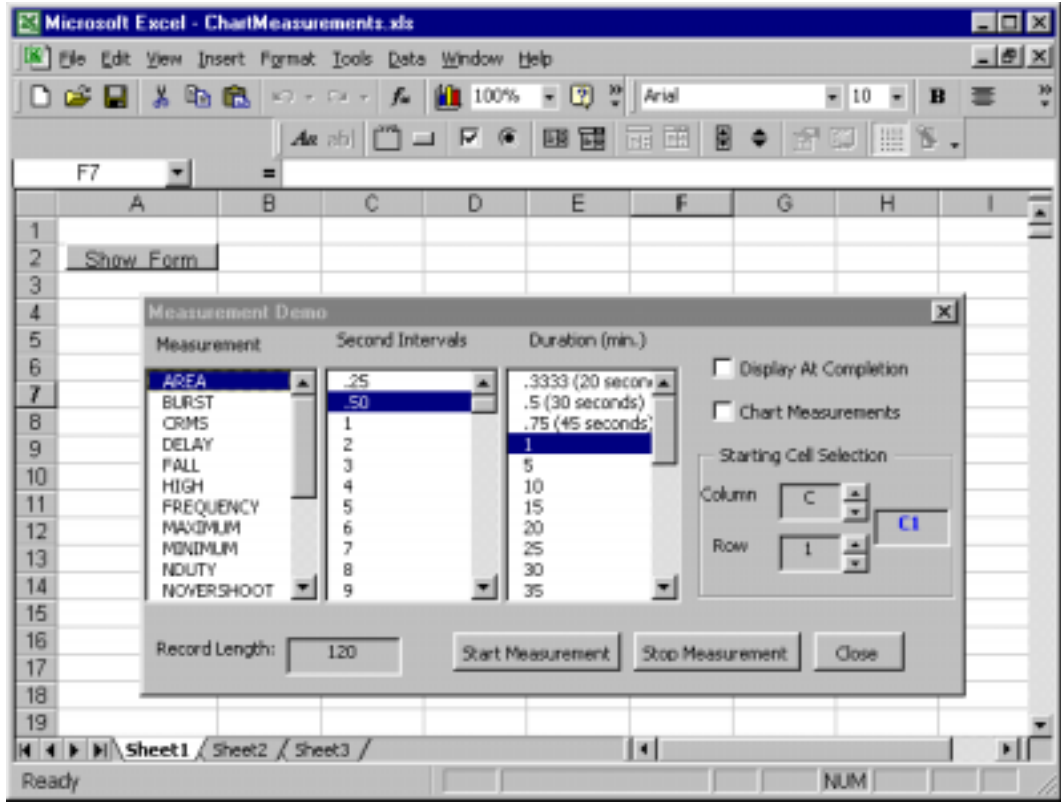 Microsoft Excel - ChartMeasurements.xls
File Edit View Insert Format Tools Data Window Help
100% Arial 10 B
Aa ab|
F7 =
A B C D E F G H I
1
2 Show Form
3
4 Measurement Demo
5
6
7
8
9
10
11
12
13
14
15
16
17
18
19
Measurement
AREA
BURST
CRMS
DELAY
FALL
HIGH
FREQUENCY
MAXIMUM
MINIMUM
NDUTY
NOVERSHOOT
Second Intervals
.25
.50
1
2
3
4
5
6
7
8
9
Duration (min.)
.3333 (20 secon
.5 (30 seconds)
.75 (45 seconds)
1
5
10
15
20
25
30
35
Display At Completion
Chart Measurements
Starting Cell Selection
Column C
C1
Row 1
Record Length: 120
Start Measurement Stop Measurement Close
Sheet1 Sheet2 Sheet3
Ready NUM